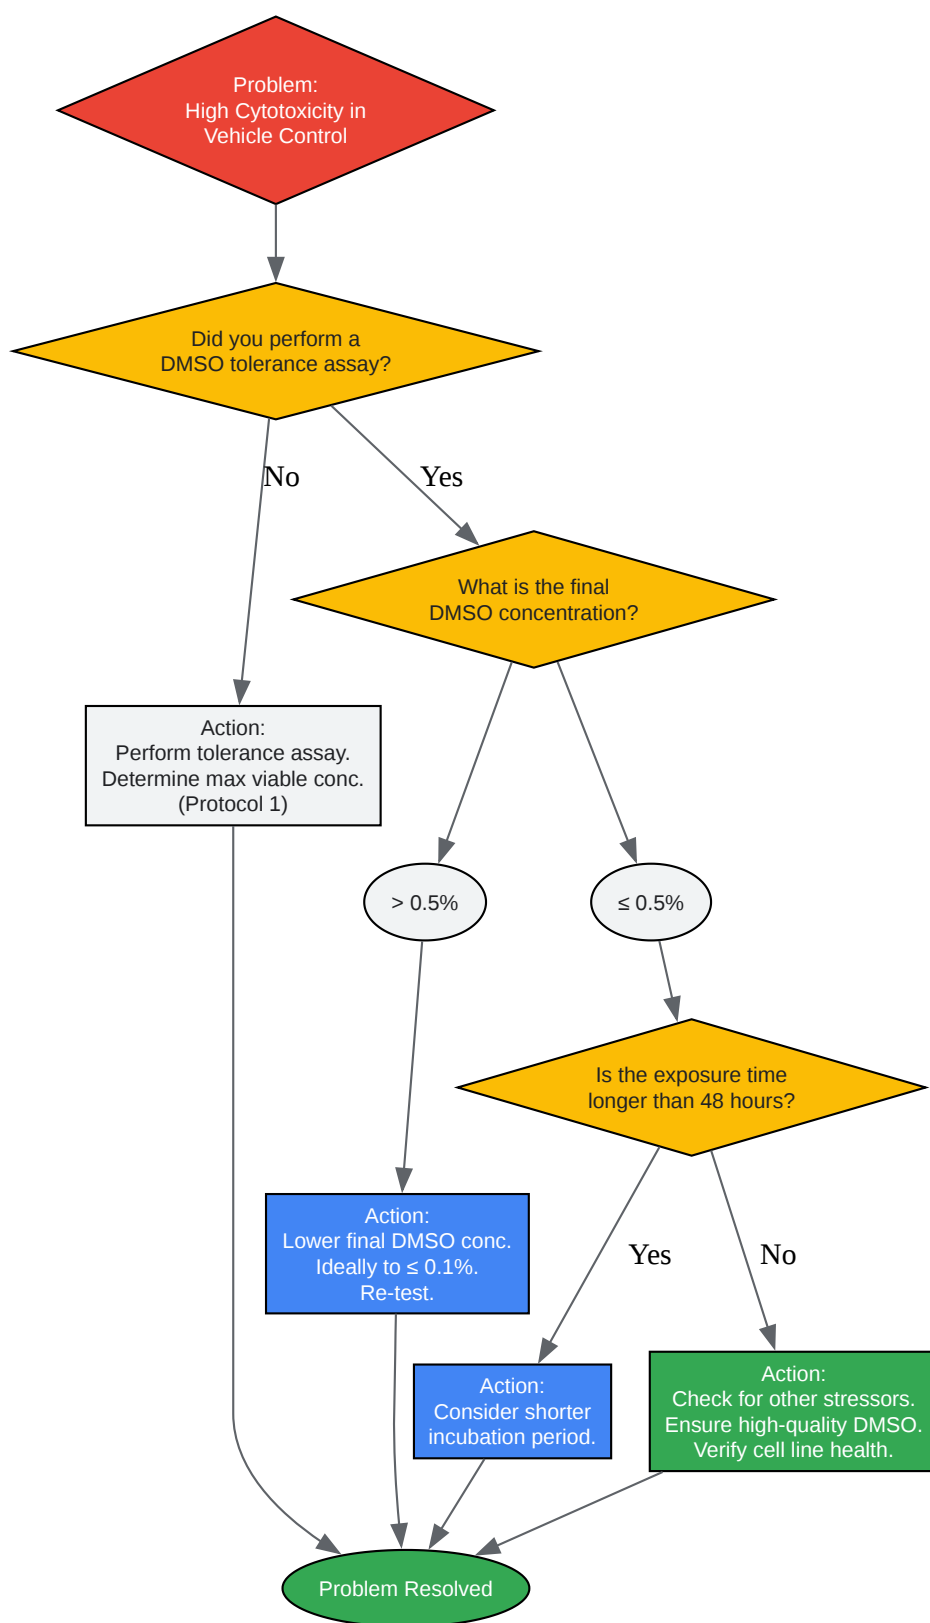 Problem:
High Cytotoxicity in
Vehicle Control
Did you perform a
DMSO tolerance assay?
No
Yes
What is the final
DMSO concentration?
Action:
Perform tolerance assay.
Determine max viable conc.
(Protocol 1)
> 0.5%
≤ 0.5%
Is the exposure time
longer than 48 hours?
Action:
Lower final DMSO conc.
Ideally to ≤ 0.1%.
Re-test.
Yes
No
Action:
Consider shorter
incubation period.
Action:
Check for other stressors.
Ensure high-quality DMSO.
Verify cell line health.
Problem Resolved